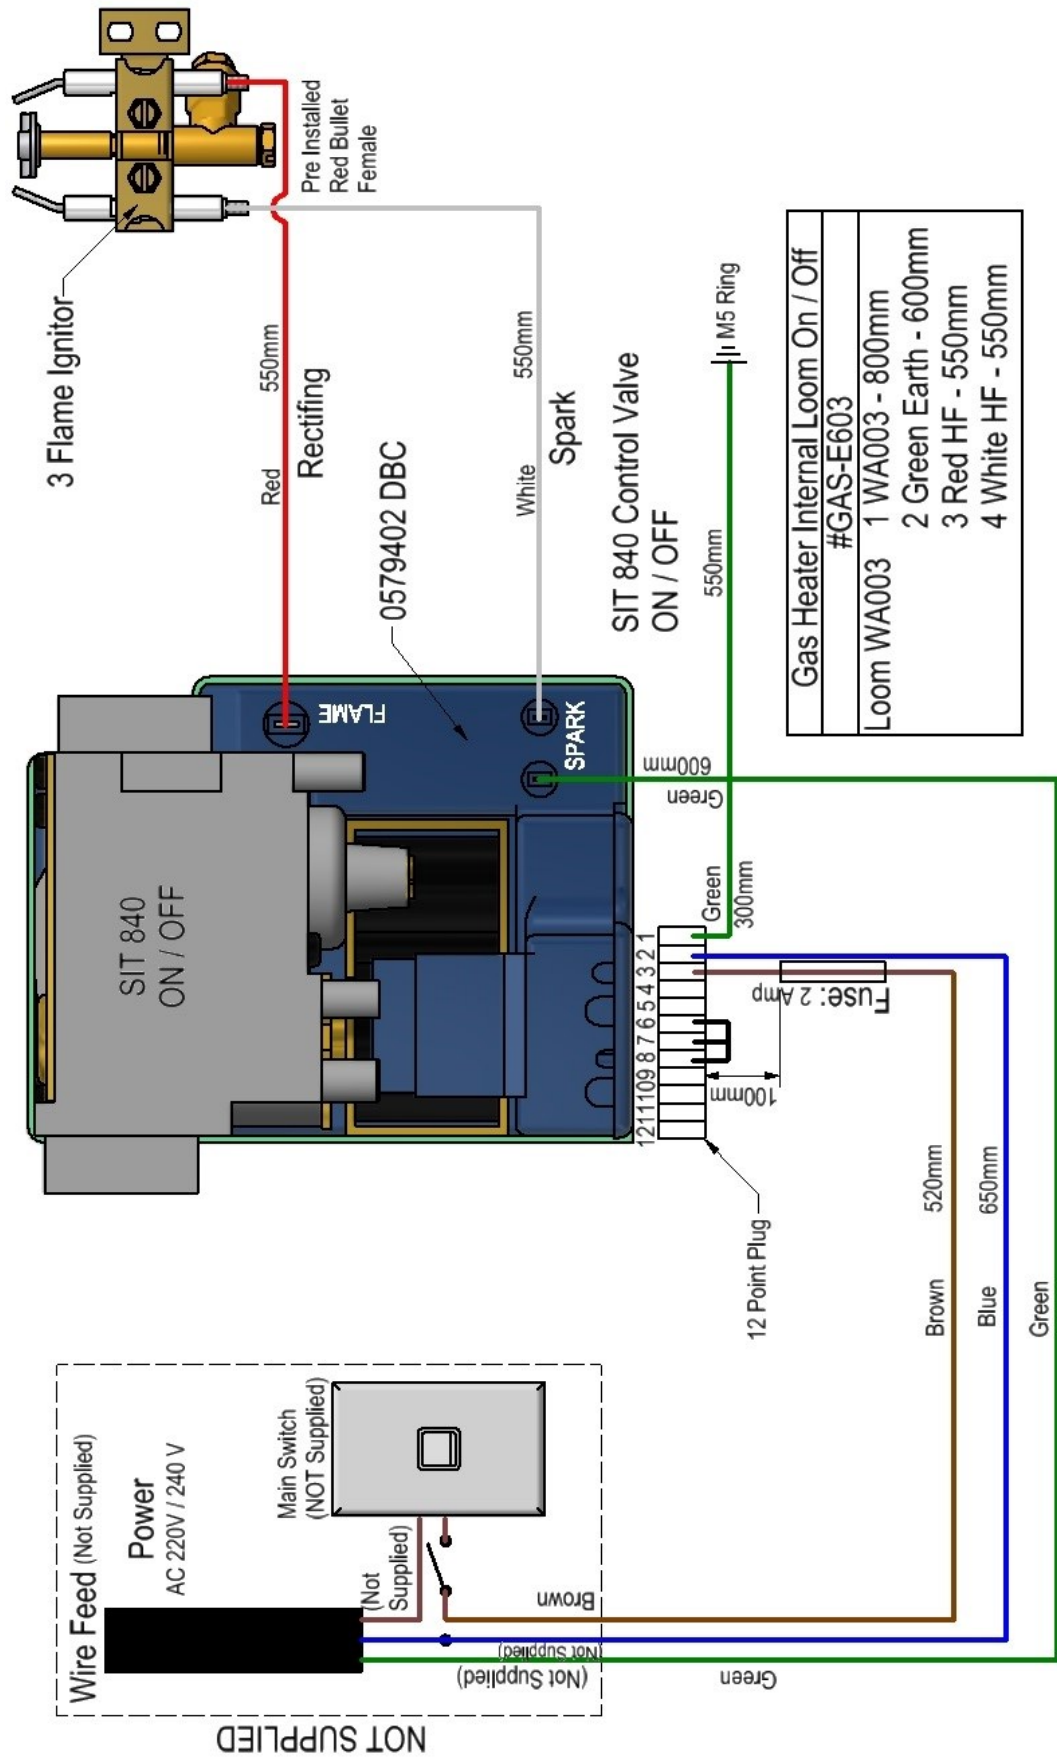 3 Flame Ignitor
Pre Installed
Red Bullet
Female
Red
550mm
Rectifing
White
550mm
Spark
0579402 DBC
SIT 840 Control Valve
ON / OFF
SIT 840
ON / OFF
FLAME
SPARK
Green
600mm
550mm
M5 Ring
Green
300mm
1211109 8 7 6 5 4 3 2 1
Fuse: 2 Amp
100mm
12 Point Plug
Gas Heater Internal Loom On / Off
#GAS-E603
Loom WA003 1 WA003 - 800mm
2 Green Earth - 600mm
3 Red HF - 550mm
4 White HF - 550mm
Wire Feed (Not Supplied)
Power
AC 220V / 240 V
Main Switch
(NOT Supplied)
(Not
Supplied)
Brown
(Not Supplied)
(Not Supplied)
NOT SUPPLIED
Green
Brown
520mm
Blue
650mm
Green